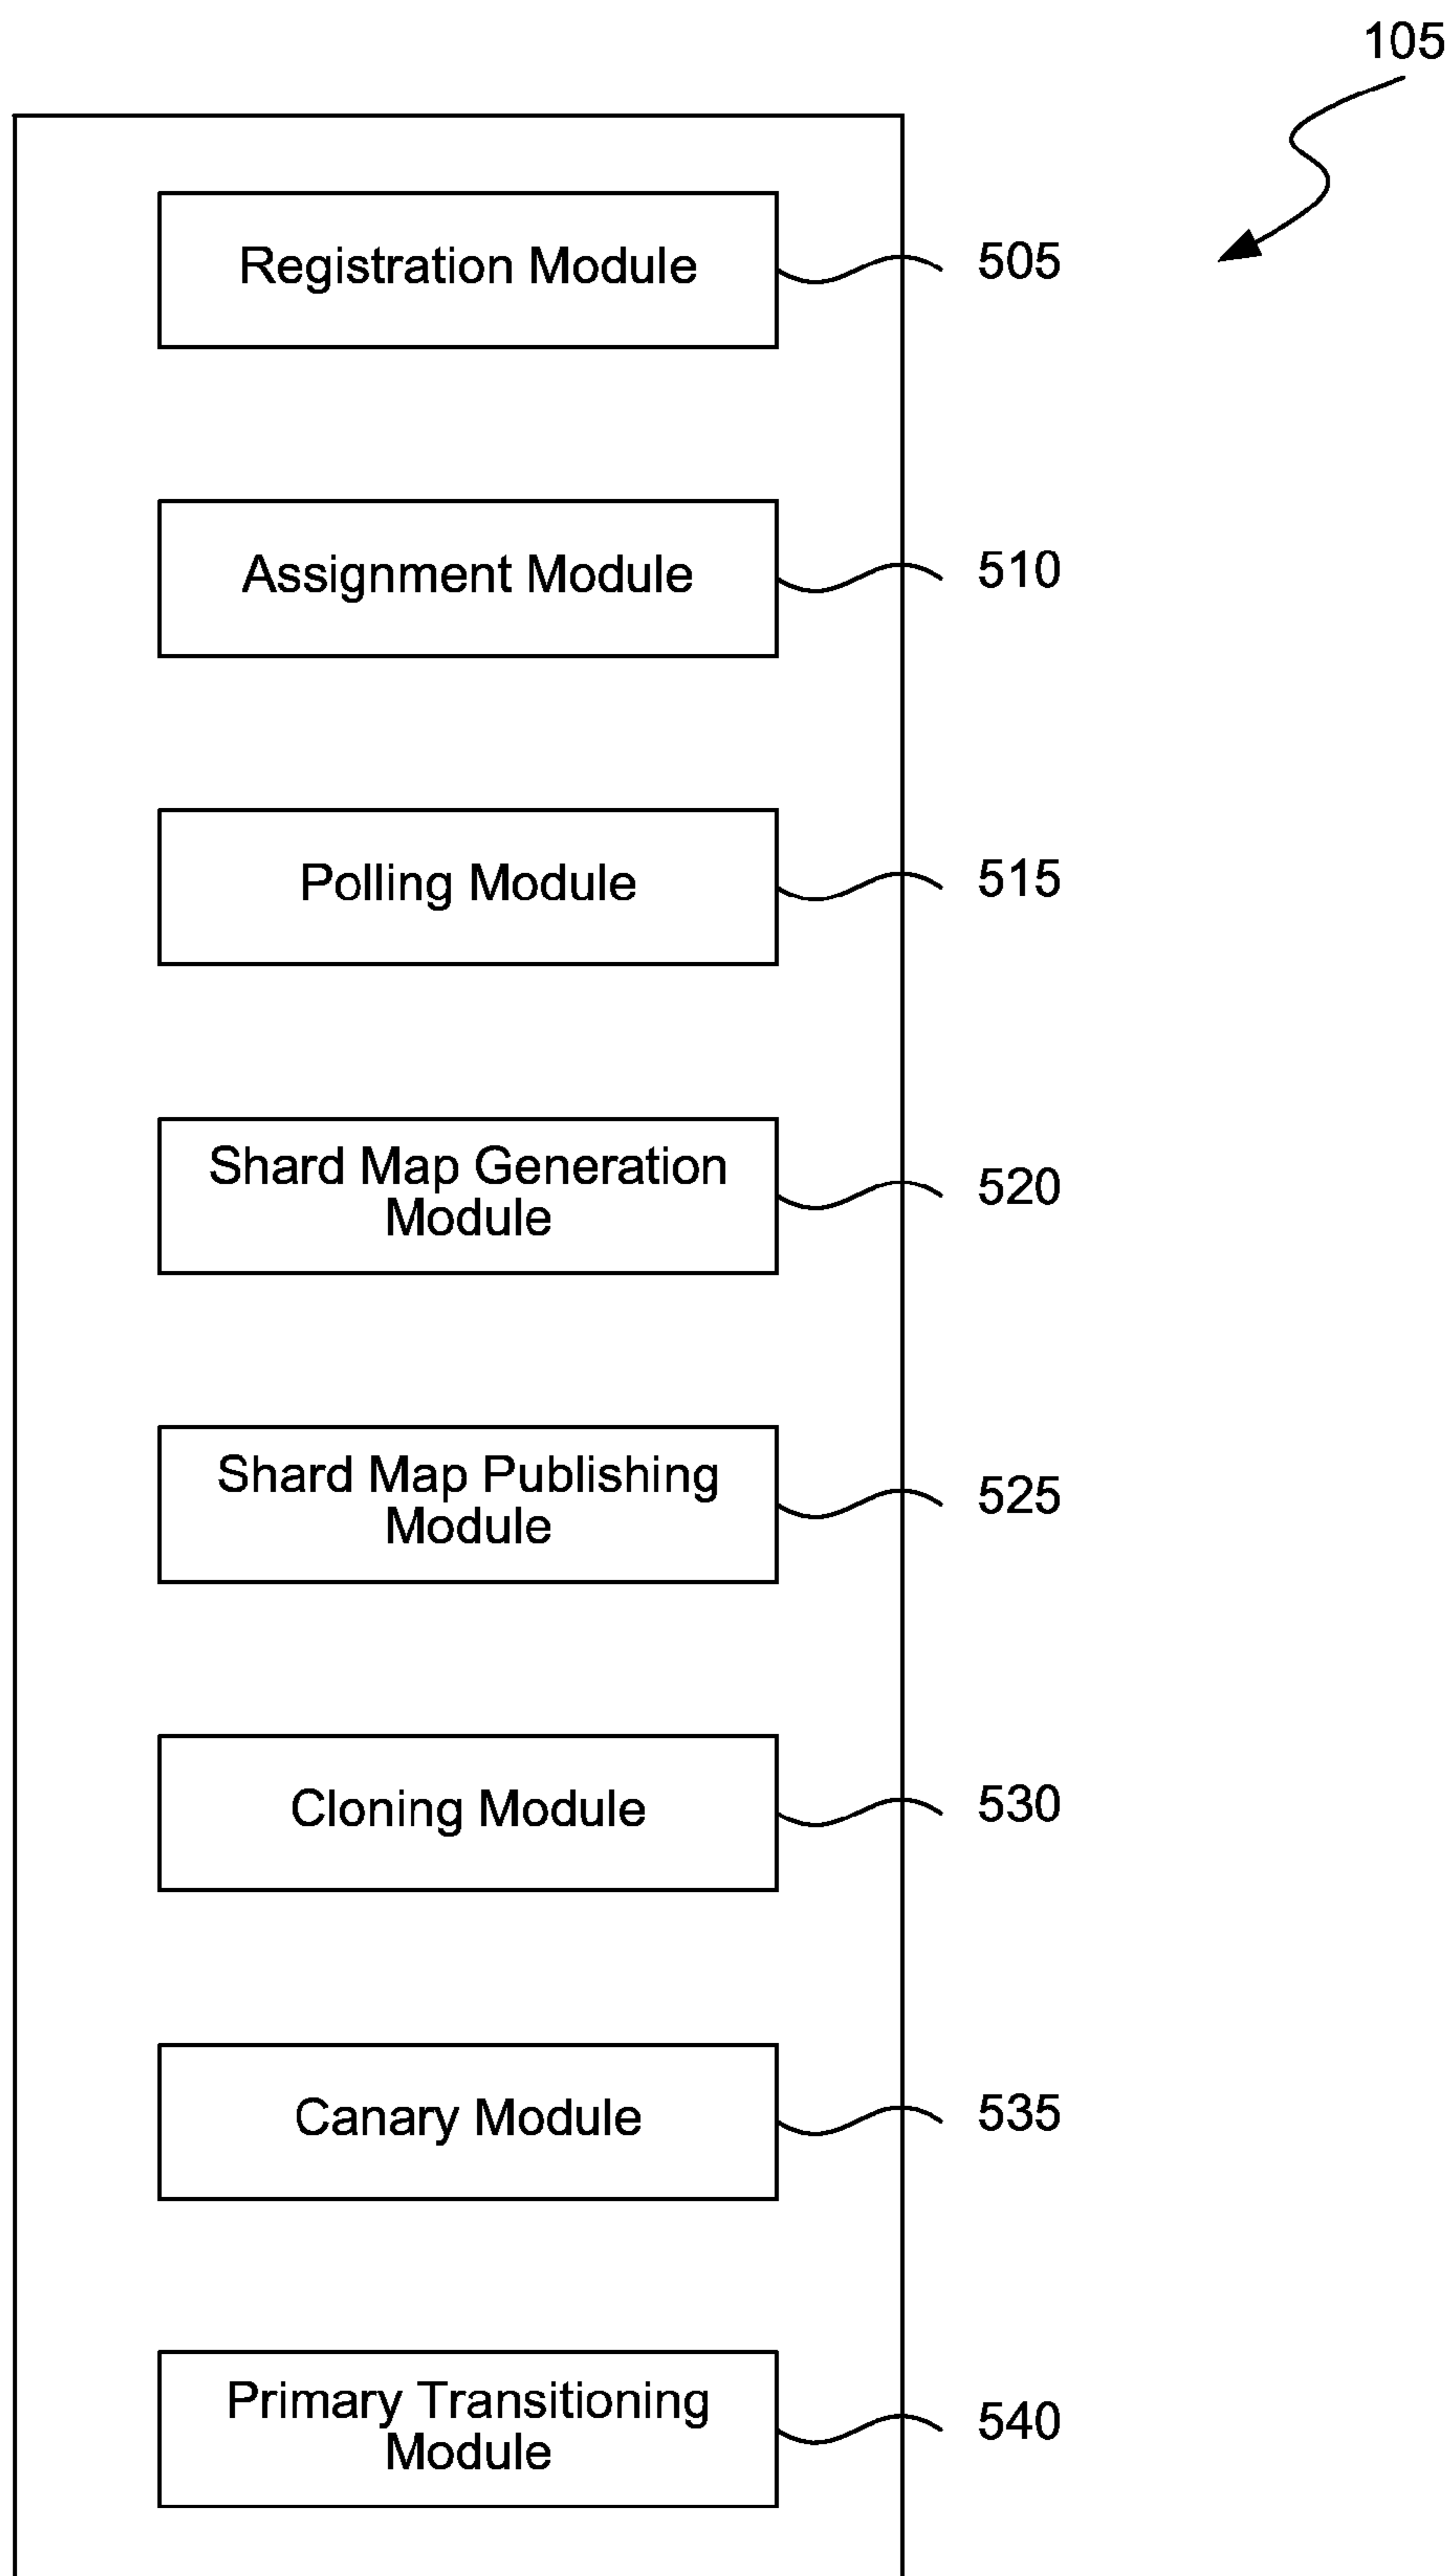 105
Registration Module
505
Assignment Module
510
Polling Module
515
Shard Map Generation
Module
520
Shard Map Publishing
Module
525
Cloning Module
530
Canary Module
535
Primary Transitioning
Module
540